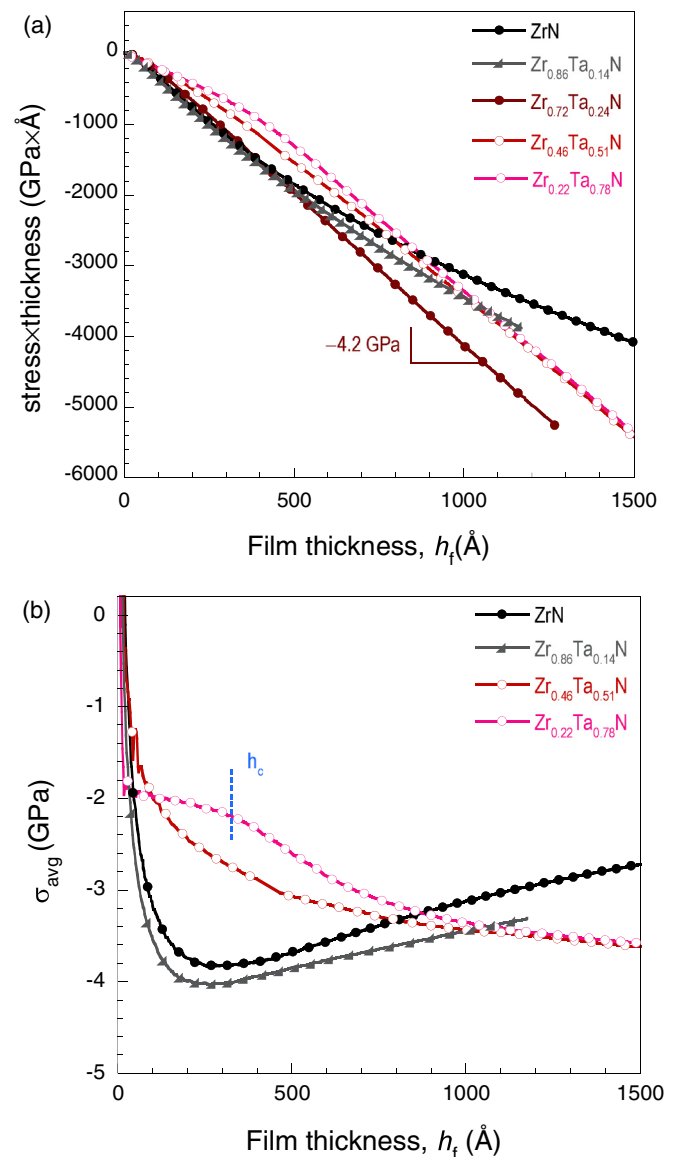 (a)
ZrN
Zr0.86Ta0.14N
Zr0.72Ta0.24N
Zr0.46Ta0.51N
Zr0.22Ta0.78N
0
-1000
-2000
-3000
-4000
-5000
-6000
stress×thickness (GPa×Å)
−4.2 GPa
0 500 1000 1500
Film thickness, hf(Å)
(b)
ZrN
Zr0.86Ta0.14N
Zr0.46Ta0.51N
Zr0.22Ta0.78N
hc
0
-1
-2
-3
-4
-5
σavg (GPa)
0 500 1000 1500
Film thickness, hf (Å)